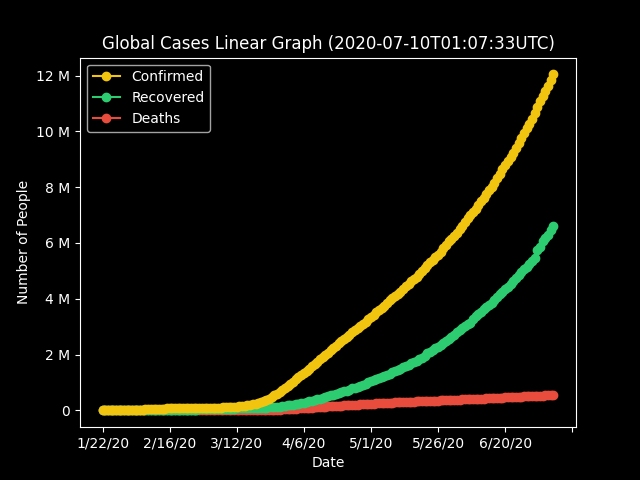 Global Cases Linear Graph (2020-07-10T01:07:33UTC)
Confirmed
Recovered
Deaths
12 M
10 M
8 M
6 M
4 M
2 M
0
Number of People
1/22/20 2/16/20 3/12/20 4/6/20 5/1/20 5/26/20 6/20/20
Date